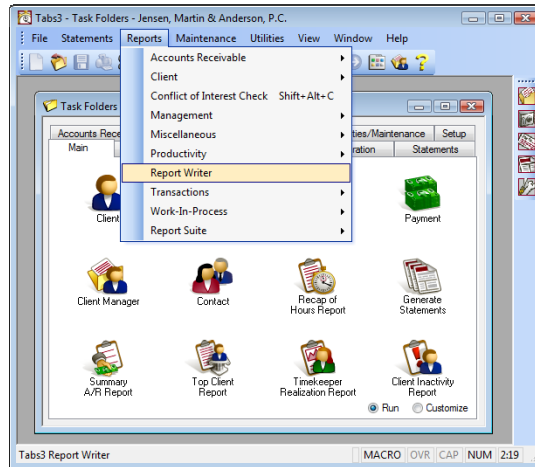 Tabs3 - Task Folders - Jensen, Martin & Anderson, P.C.
File Statements Reports Maintenance Utilities View Window Help
Accounts Receivable
Client
Conflict of Interest Check Shift+Alt+C
Management
Miscellaneous
Productivity
Report Writer
Transactions
Work-In-Process
Report Suite
Task Folders
Accounts Rece
ties/Maintenance Setup
Main
ration Statements
Client
Payment
Client Manager
Contact
Recap of
Hours Report
Generate
Statements
Summary
A/R Report
Top Client
Report
Timekeeper
Realization Report
Client Inactivity
Report
Run Customize
Tabs3 Report Writer
MACRO OVR CAP NUM 2:19